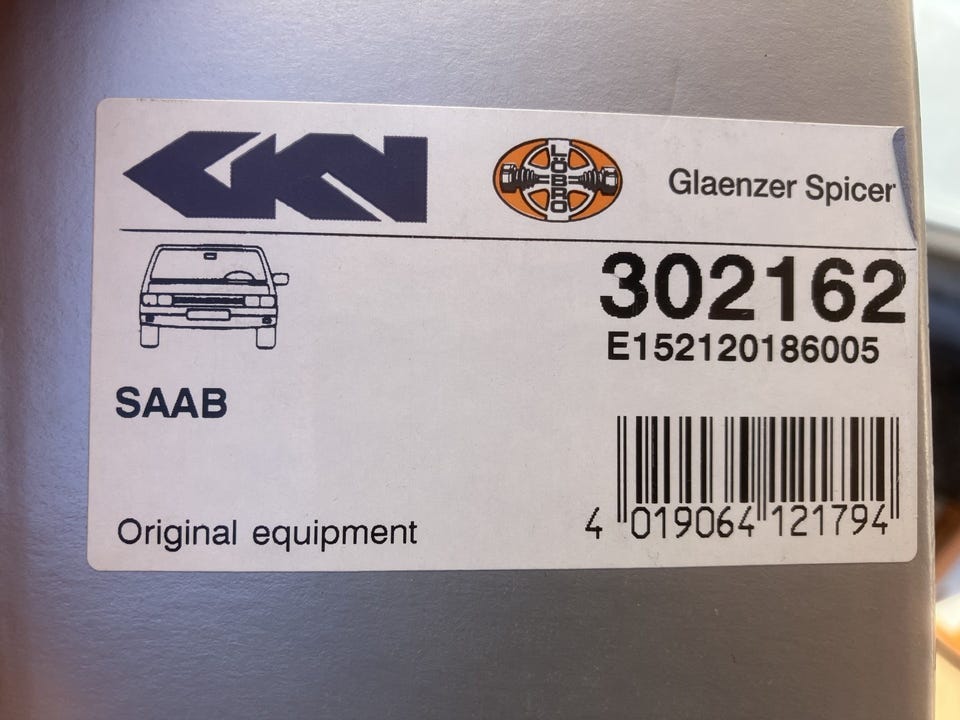 GKN
LÖBRO
Glaenzer Spicer
302162
E152120186005
SAAB
Original equipment
4 019064 121794